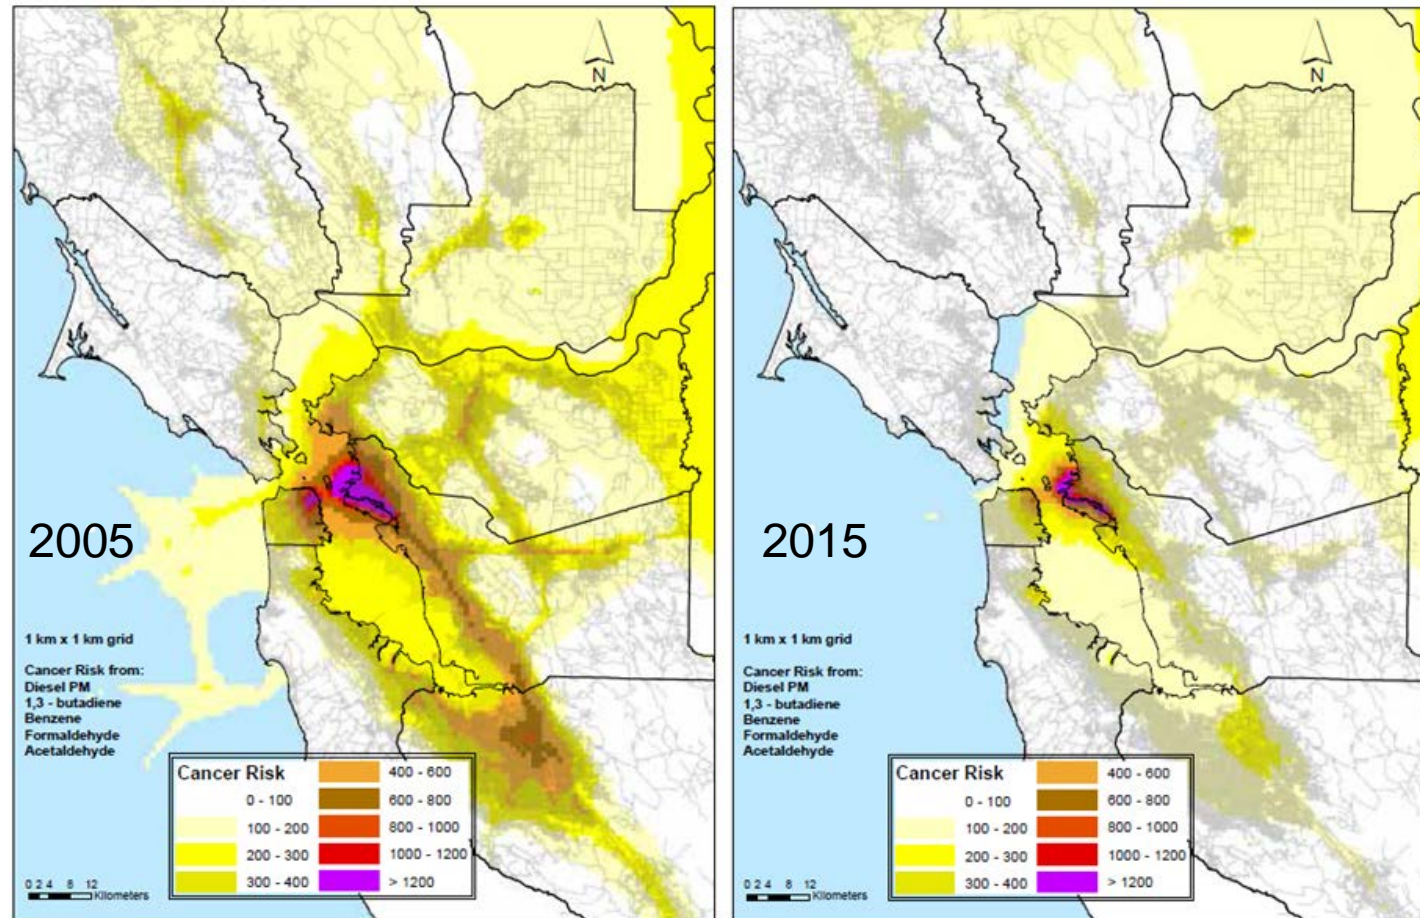 N
2005
1 km x 1 km grid
Cancer Risk from:
Diesel PM
1,3 - butadiene
Benzene
Formaldehyde
Acetaldehyde
Cancer Risk
0 - 100
100 - 200
200 - 300
300 - 400
400 - 600
600 - 800
800 - 1000
1000 - 1200
> 1200
0 2 4 8 12
Kilometers
N
2015
1 km x 1 km grid
Cancer Risk from:
Diesel PM
1,3 - butadiene
Benzene
Formaldehyde
Acetaldehyde
Cancer Risk
0 - 100
100 - 200
200 - 300
300 - 400
400 - 600
600 - 800
800 - 1000
1000 - 1200
> 1200
0 2 4 8 12
Kilometers